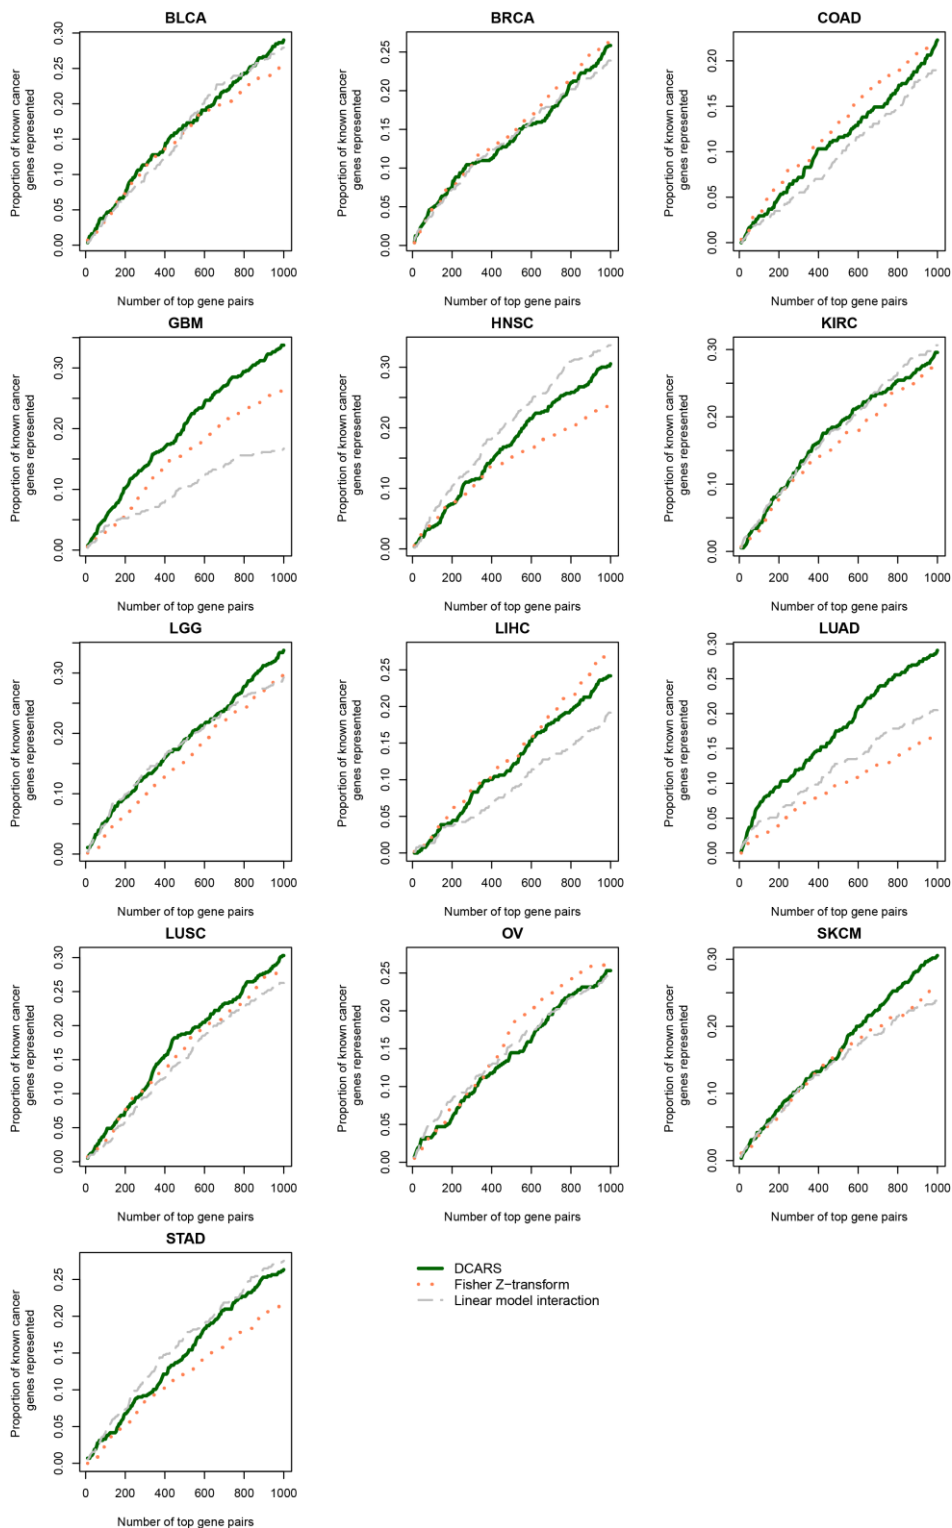 BLCA
BRCA
COAD
Proportion of known cancer
genes represented
0.00 0.05 0.10 0.15 0.20 0.25 0.30
0 200 400 600 800 1000
Number of top gene pairs
Proportion of known cancer
genes represented
0.00 0.05 0.10 0.15 0.20 0.25
0 200 400 600 800 1000
Number of top gene pairs
Proportion of known cancer
genes represented
0.00 0.05 0.10 0.15 0.20
0 200 400 600 800 1000
Number of top gene pairs
GBM
HNSC
KIRC
Proportion of known cancer
genes represented
0.00 0.10 0.20 0.30
0 200 400 600 800 1000
Number of top gene pairs
Proportion of known cancer
genes represented
0.00 0.10 0.20 0.30
0 200 400 600 800 1000
Number of top gene pairs
Proportion of known cancer
genes represented
0.00 0.10 0.20 0.30
0 200 400 600 800 1000
Number of top gene pairs
LGG
LIHC
LUAD
Proportion of known cancer
genes represented
0.00 0.10 0.20 0.30
0 200 400 600 800 1000
Number of top gene pairs
Proportion of known cancer
genes represented
0.00 0.05 0.10 0.15 0.20 0.25
0 200 400 600 800 1000
Number of top gene pairs
Proportion of known cancer
genes represented
0.00 0.05 0.10 0.15 0.20 0.25 0.30
0 200 400 600 800 1000
Number of top gene pairs
LUSC
OV
SKCM
Proportion of known cancer
genes represented
0.00 0.05 0.10 0.15 0.20 0.25 0.30
0 200 400 600 800 1000
Number of top gene pairs
Proportion of known cancer
genes represented
0.00 0.05 0.10 0.15 0.20 0.25
0 200 400 600 800 1000
Number of top gene pairs
Proportion of known cancer
genes represented
0.00 0.10 0.20 0.30
0 200 400 600 800 1000
Number of top gene pairs
STAD
Proportion of known cancer
genes represented
0.00 0.05 0.10 0.15 0.20 0.25
0 200 400 600 800 1000
Number of top gene pairs
DCARS
Fisher Z−transform
Linear model interaction